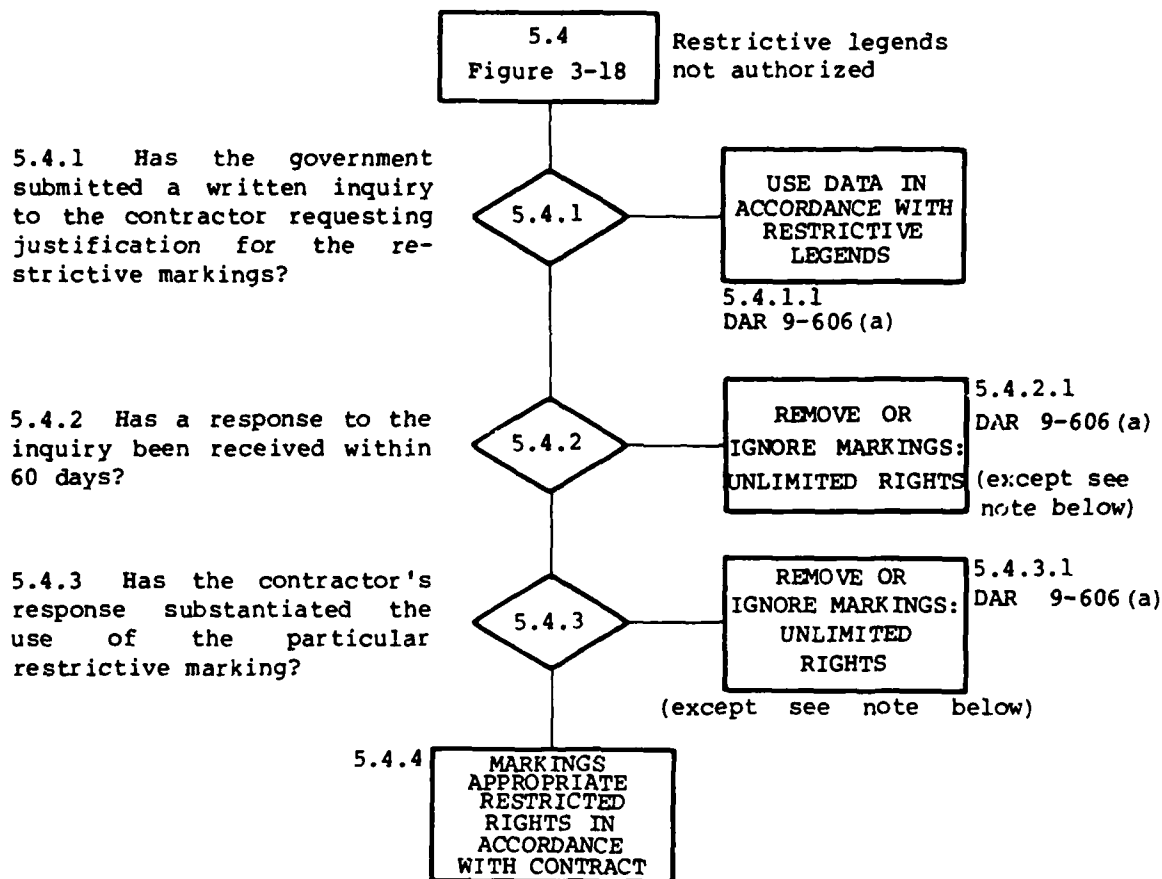 5.4
Figure 3-18
Restrictive legends
not authorized
5.4.1 Has the government
submitted a written inquiry
to the contractor requesting
justification for the re-
strictive markings?
5.4.1
USE DATA IN
ACCORDANCE WITH
RESTRICTIVE
LEGENDS
5.4.1.1
DAR 9-606(a)
5.4.2 Has a response to the
inquiry been received within
60 days?
5.4.2
REMOVE OR
IGNORE MARKINGS:
UNLIMITED RIGHTS
5.4.2.1
DAR 9-606(a)
(except see
note below)
5.4.3 Has the contractor's
response substantiated the
use of the particular
restrictive marking?
5.4.3
REMOVE OR
IGNORE MARKINGS:
UNLIMITED
RIGHTS
5.4.3.1
DAR 9-606(a)
(except see note below)
5.4.4
MARKINGS
APPROPRIATE
RESTRICTED
RIGHTS IN
ACCORDANCE
WITH CONTRACT